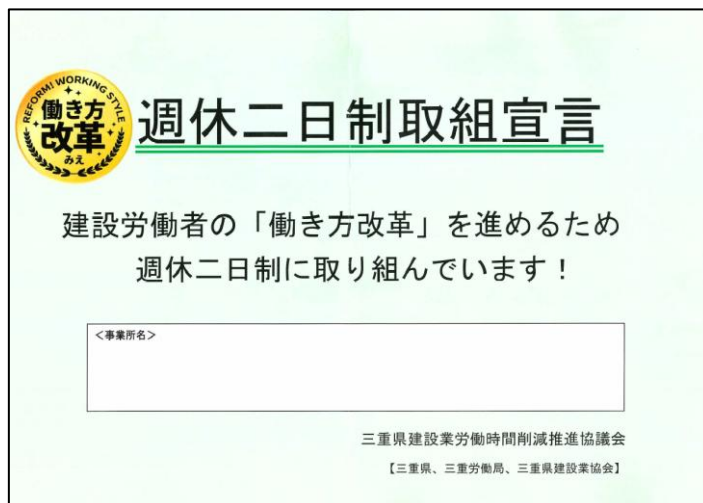 REFORM! WORKING STYLE
働き方
改革
みえ
週休二日制取組宣言
建設労働者の「働き方改革」を進めるため
週休二日制に取り組んでいます！
＜事業所名＞
三重県建設業労働時間削減推進協議会
【三重県、三重労働局、三重県建設業協会】